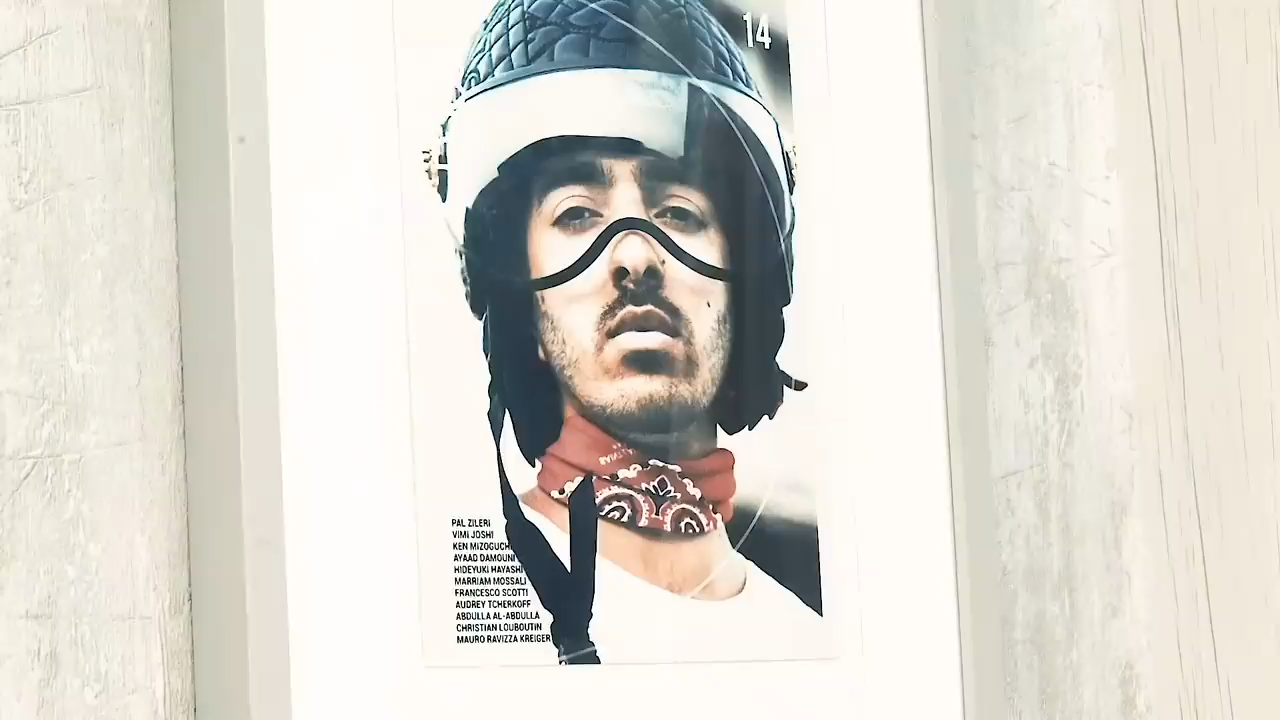 14
PAL ZILERI
VIMI JOSHI
KEN MIZOGUCHI
AYAAD DAMOUNI
HIDEYUKI HAYASHI
MARRIAM MOSSALI
FRANCESCO SCOTTI
AUDREY TCHERKOFF
ABDULLA AL-ABDULLA
CHRISTIAN LOUBOUTIN
MAURO RAVIZZA KREIGER